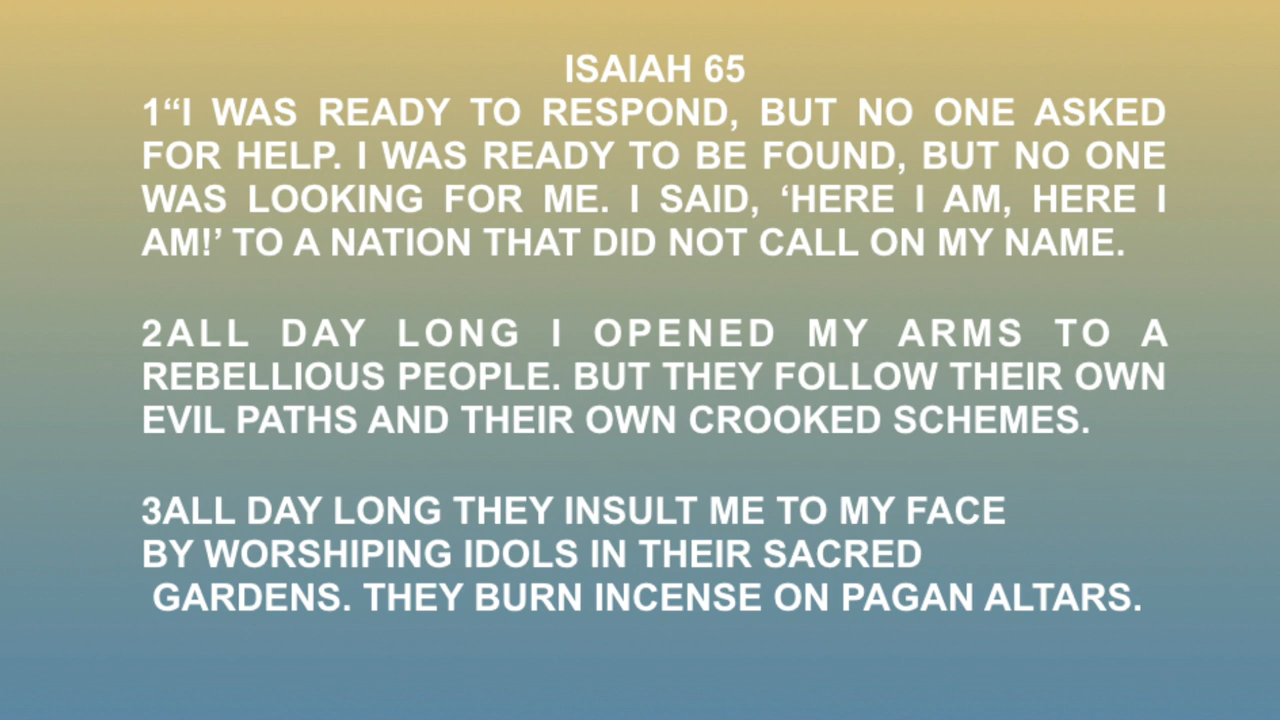 ISAIAH 65
1“I WAS READY TO RESPOND, BUT NO ONE ASKED
FOR HELP. I WAS READY TO BE FOUND, BUT NO ONE
WAS LOOKING FOR ME. I SAID, ‘HERE I AM, HERE I
AM!’ TO A NATION THAT DID NOT CALL ON MY NAME.
2ALL DAY LONG I OPENED MY ARMS TO A
REBELLIOUS PEOPLE. BUT THEY FOLLOW THEIR OWN
EVIL PATHS AND THEIR OWN CROOKED SCHEMES.
3ALL DAY LONG THEY INSULT ME TO MY FACE
BY WORSHIPING IDOLS IN THEIR SACRED
GARDENS. THEY BURN INCENSE ON PAGAN ALTARS.